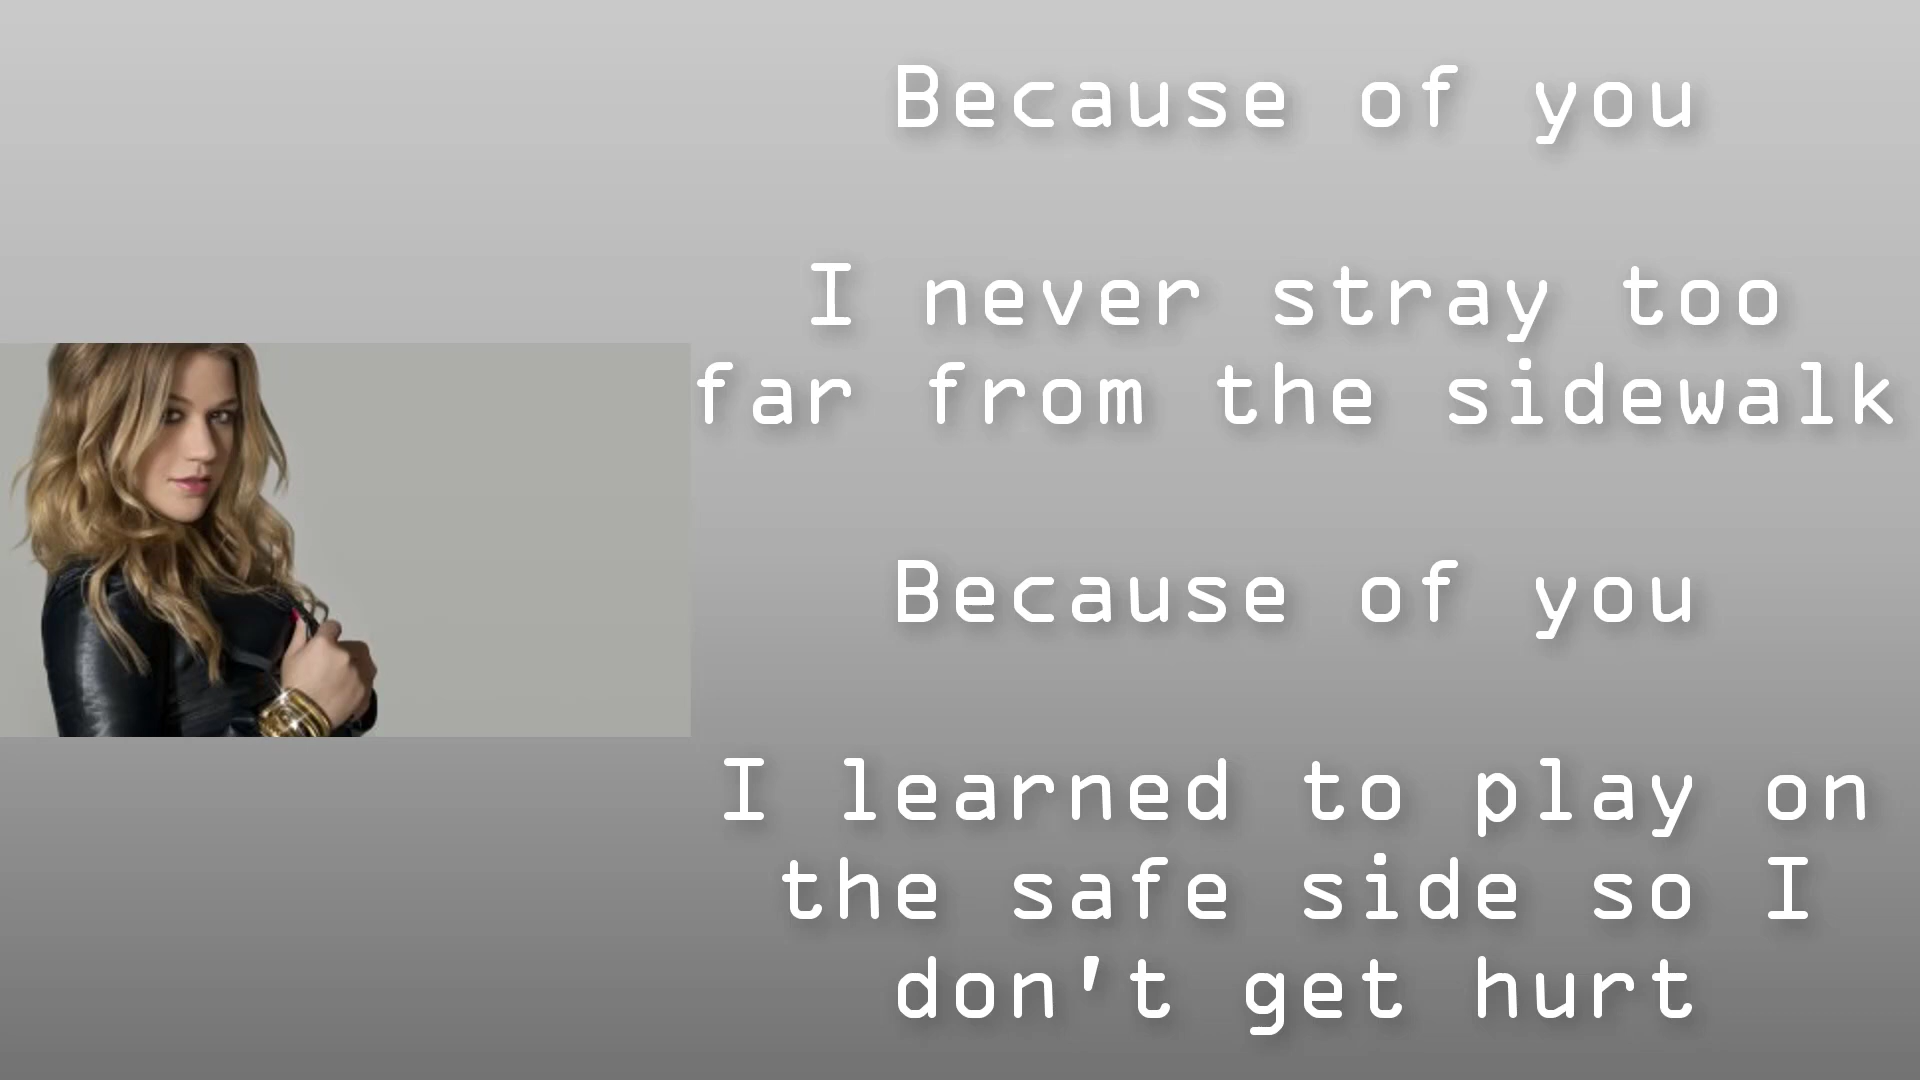 Because of you
I never stray too
far from the sidewalk
Because of you
I learned to play on
the safe side so I
don't get hurt